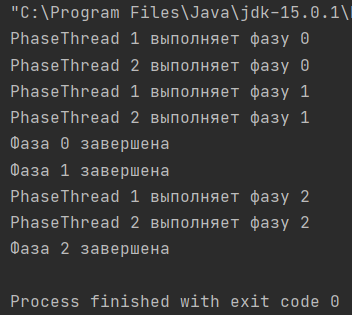 "C:\Program Files\Java\jdk-15.0.1\
PhaseThread 1 выполняет фазу 0
PhaseThread 2 выполняет фазу 0
PhaseThread 1 выполняет фазу 1
PhaseThread 2 выполняет фазу 1
Фаза 0 завершена
Фаза 1 завершена
PhaseThread 1 выполняет фазу 2
PhaseThread 2 выполняет фазу 2
Фаза 2 завершена
Process finished with exit code 0